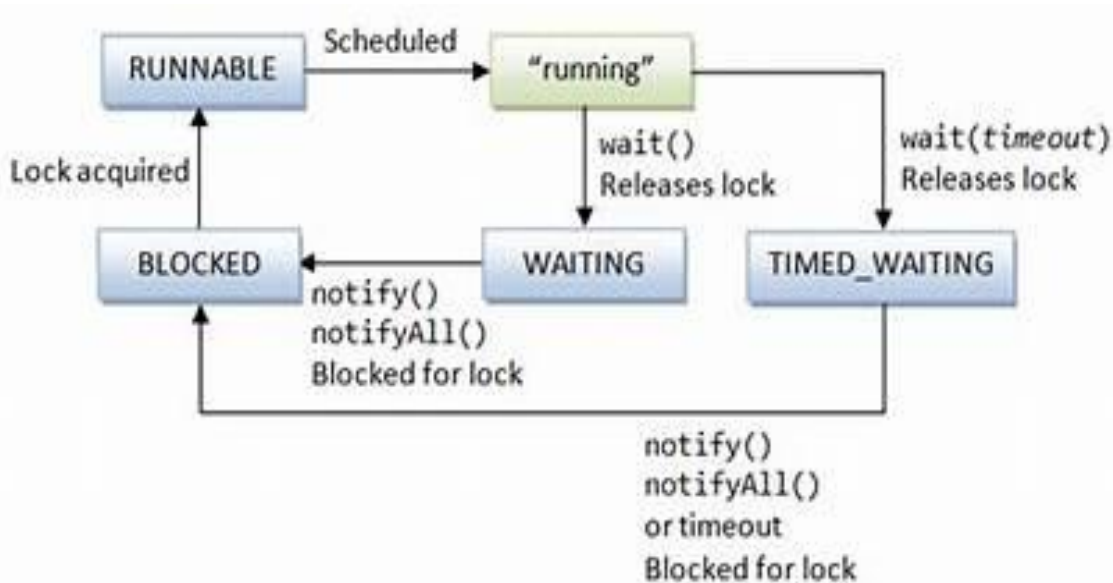 Scheduled
RUNNABLE
“running”
wait()
Releases lock
wait(timeout)
Releases lock
Lock acquired
BLOCKED
WAITING
TIMED_WAITING
notify()
notifyAll()
Blocked for lock
notify()
notifyAll()
or timeout
Blocked for lock